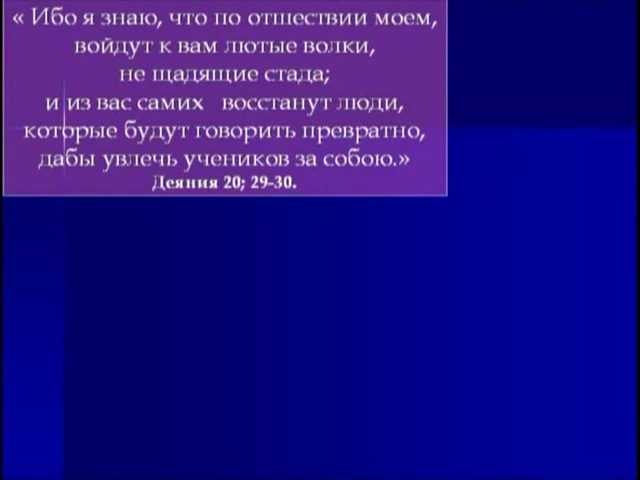 « Ибо я знаю, что по отшествии моем,
войдут к вам лютые волки,
не щадящие стада;
и из вас самих восстанут люди,
которые будут говорить превратно,
дабы увлечь учеников за собою.»
Деяния 20; 29-30.